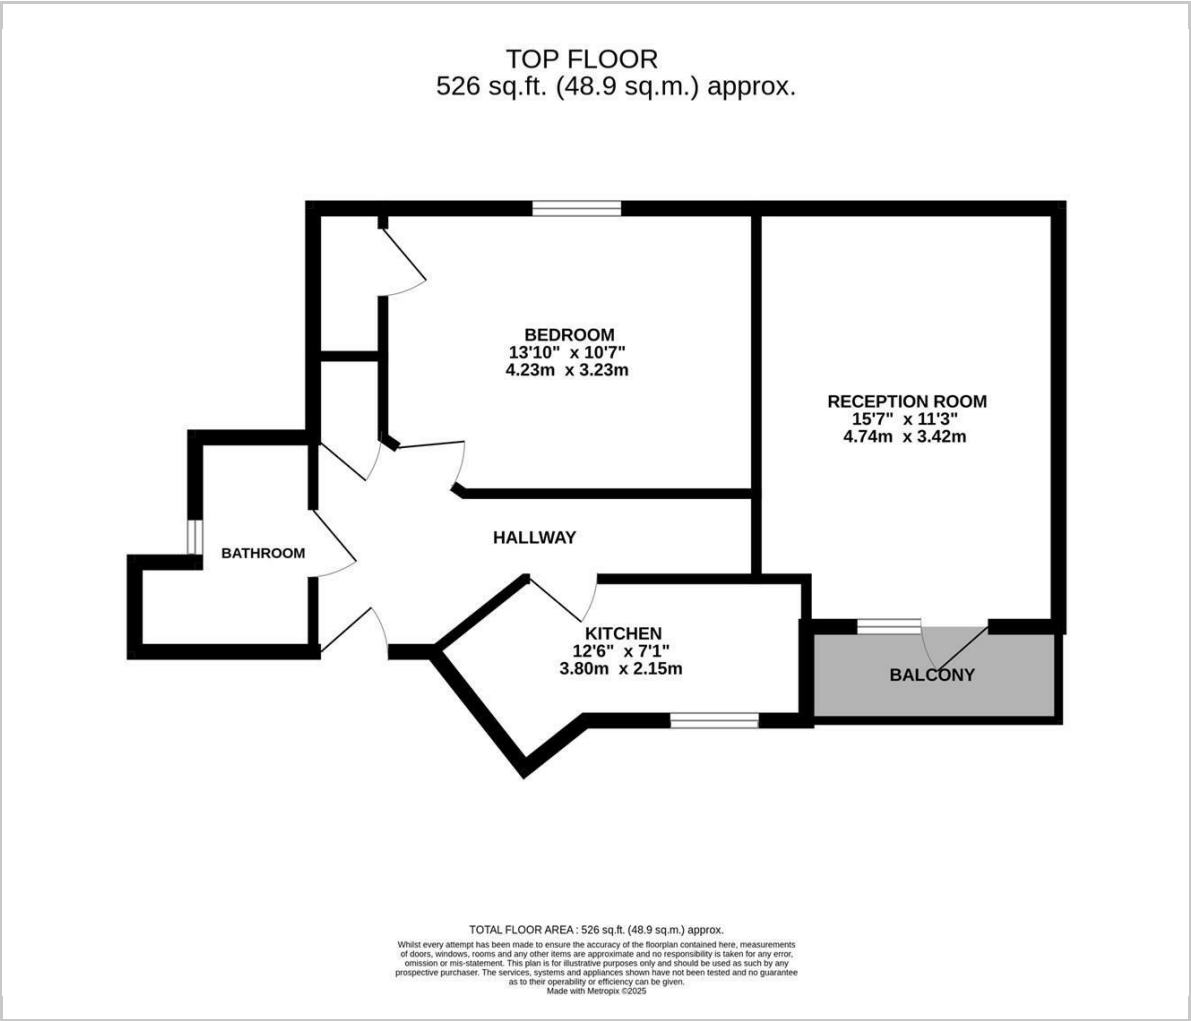 TOP FLOOR
526 sq.ft. (48.9 sq.m.) approx.
BEDROOM
13'10" x 10'7"
4.23m x 3.23m
RECEPTION ROOM
15'7" x 11'3"
4.74m x 3.42m
HALLWAY
BATHROOM
KITCHEN
12'6" x 7'1"
3.80m x 2.15m
BALCONY
TOTAL FLOOR AREA : 526 sq.ft. (48.9 sq.m.) approx.
Whilst every attempt has been made to ensure the accuracy of the floorplan contained here, measurements
of doors, windows, rooms and any other items are approximate and no responsibility is taken for any error,
omission or mis-statement. This plan is for illustrative purposes only and should be used as such by any
prospective purchaser. The services, systems and appliances shown have not been tested and no guarantee
as to their operability or efficiency can be given.
Made with Metropix ©2025